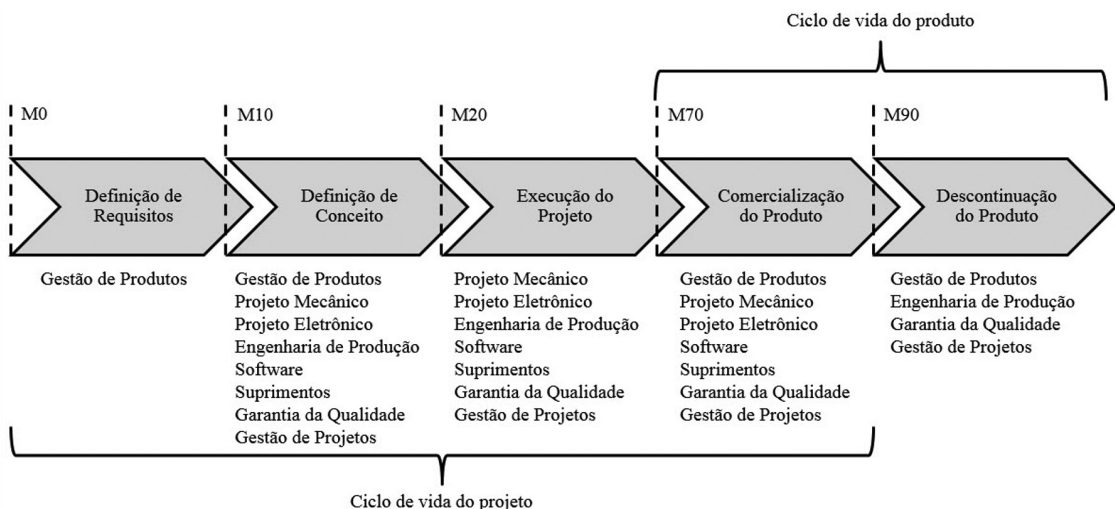 Ciclo de vida do produto
M0
M10
M20
M70
M90
Definição de
Requisitos
Definição de
Conceito
Execução do
Projeto
Comercialização
do Produto
Descontinuação
do Produto
Gestão de Produtos
Gestão de Produtos
Projeto Mecânico
Projeto Eletrônico
Engenharia de Produção
Software
Suprimentos
Garantia da Qualidade
Gestão de Projetos
Projeto Mecânico
Projeto Eletrônico
Engenharia de Produção
Software
Suprimentos
Garantia da Qualidade
Gestão de Projetos
Gestão de Produtos
Projeto Mecânico
Projeto Eletrônico
Software
Suprimentos
Garantia da Qualidade
Gestão de Projetos
Gestão de Produtos
Engenharia de Produção
Garantia da Qualidade
Gestão de Projetos
Ciclo de vida do projeto